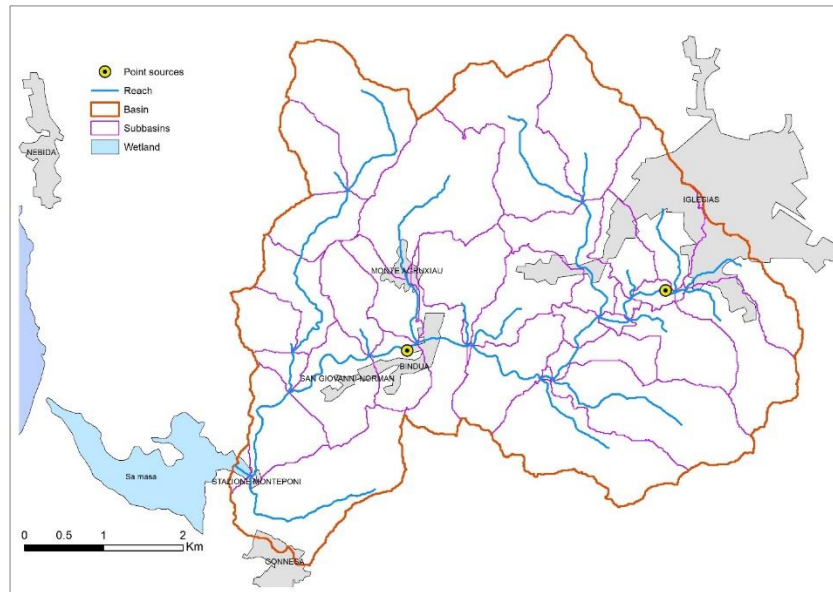 Point sources
Reach
Basin
Subbasins
Wetland
NEBIDA
IGLESIAS
MONTE AGRUXIAU
BINDUA
SAN GIOVANNI-NORMAN
Sa masa
STAZIONE MONTEPONI
GONNESA
0 0.5 1 2
Km